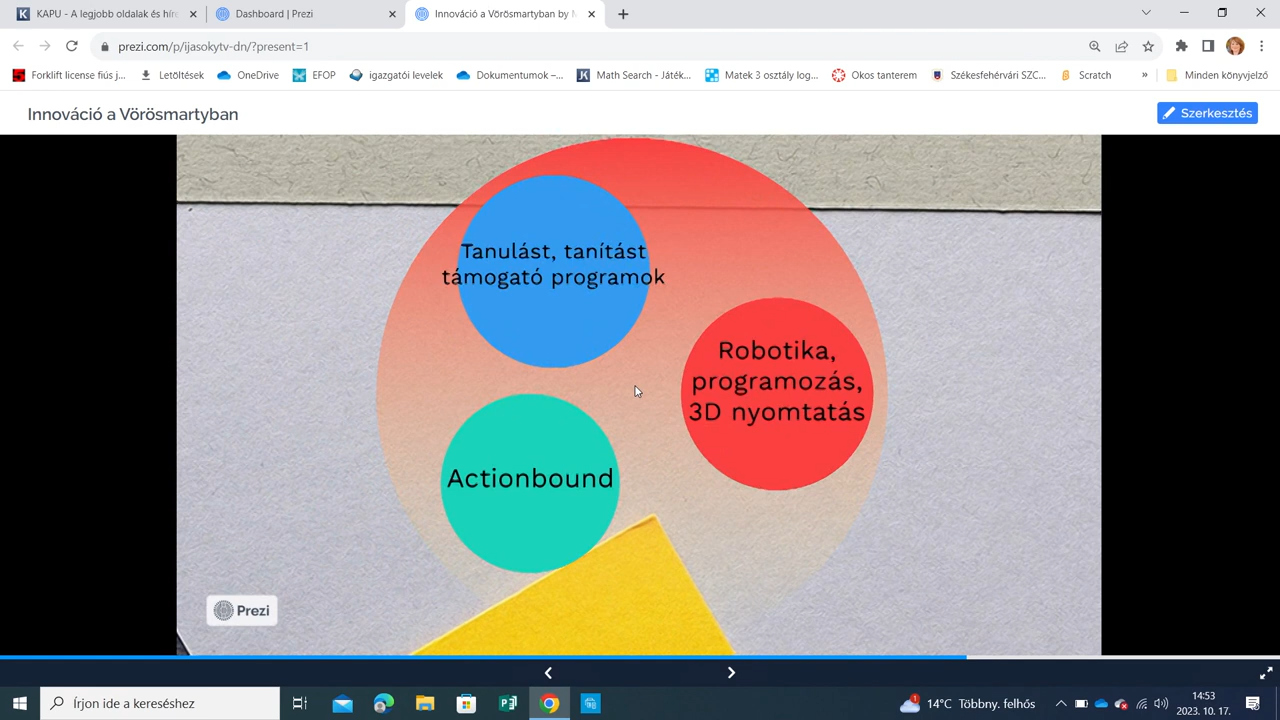 KAPU - A legjobb oldalak és híre
Dashboard | Prezi
Innováció a Vörösmartyban by M
prezi.com/p/ijasokytv-dn/?present=1
Forklift license fiús j...
Letöltések
OneDrive
EFOP
igazgatói levelek
Dokumentumok –...
Math Search - Játék...
Matek 3 osztály log...
Okos tanterem
Székesfehérvári SZC...
Scratch
»
Minden könyvjelző
Innováció a Vörösmartyban
Szerkesztés
Tanulást, tanítást
támogató programok
Robotika,
programozás,
3D nyomtatás
Actionbound
Prezi
Írjon ide a kereséshez
1
14°C Többny. felhős
14:53
2023. 10. 17.